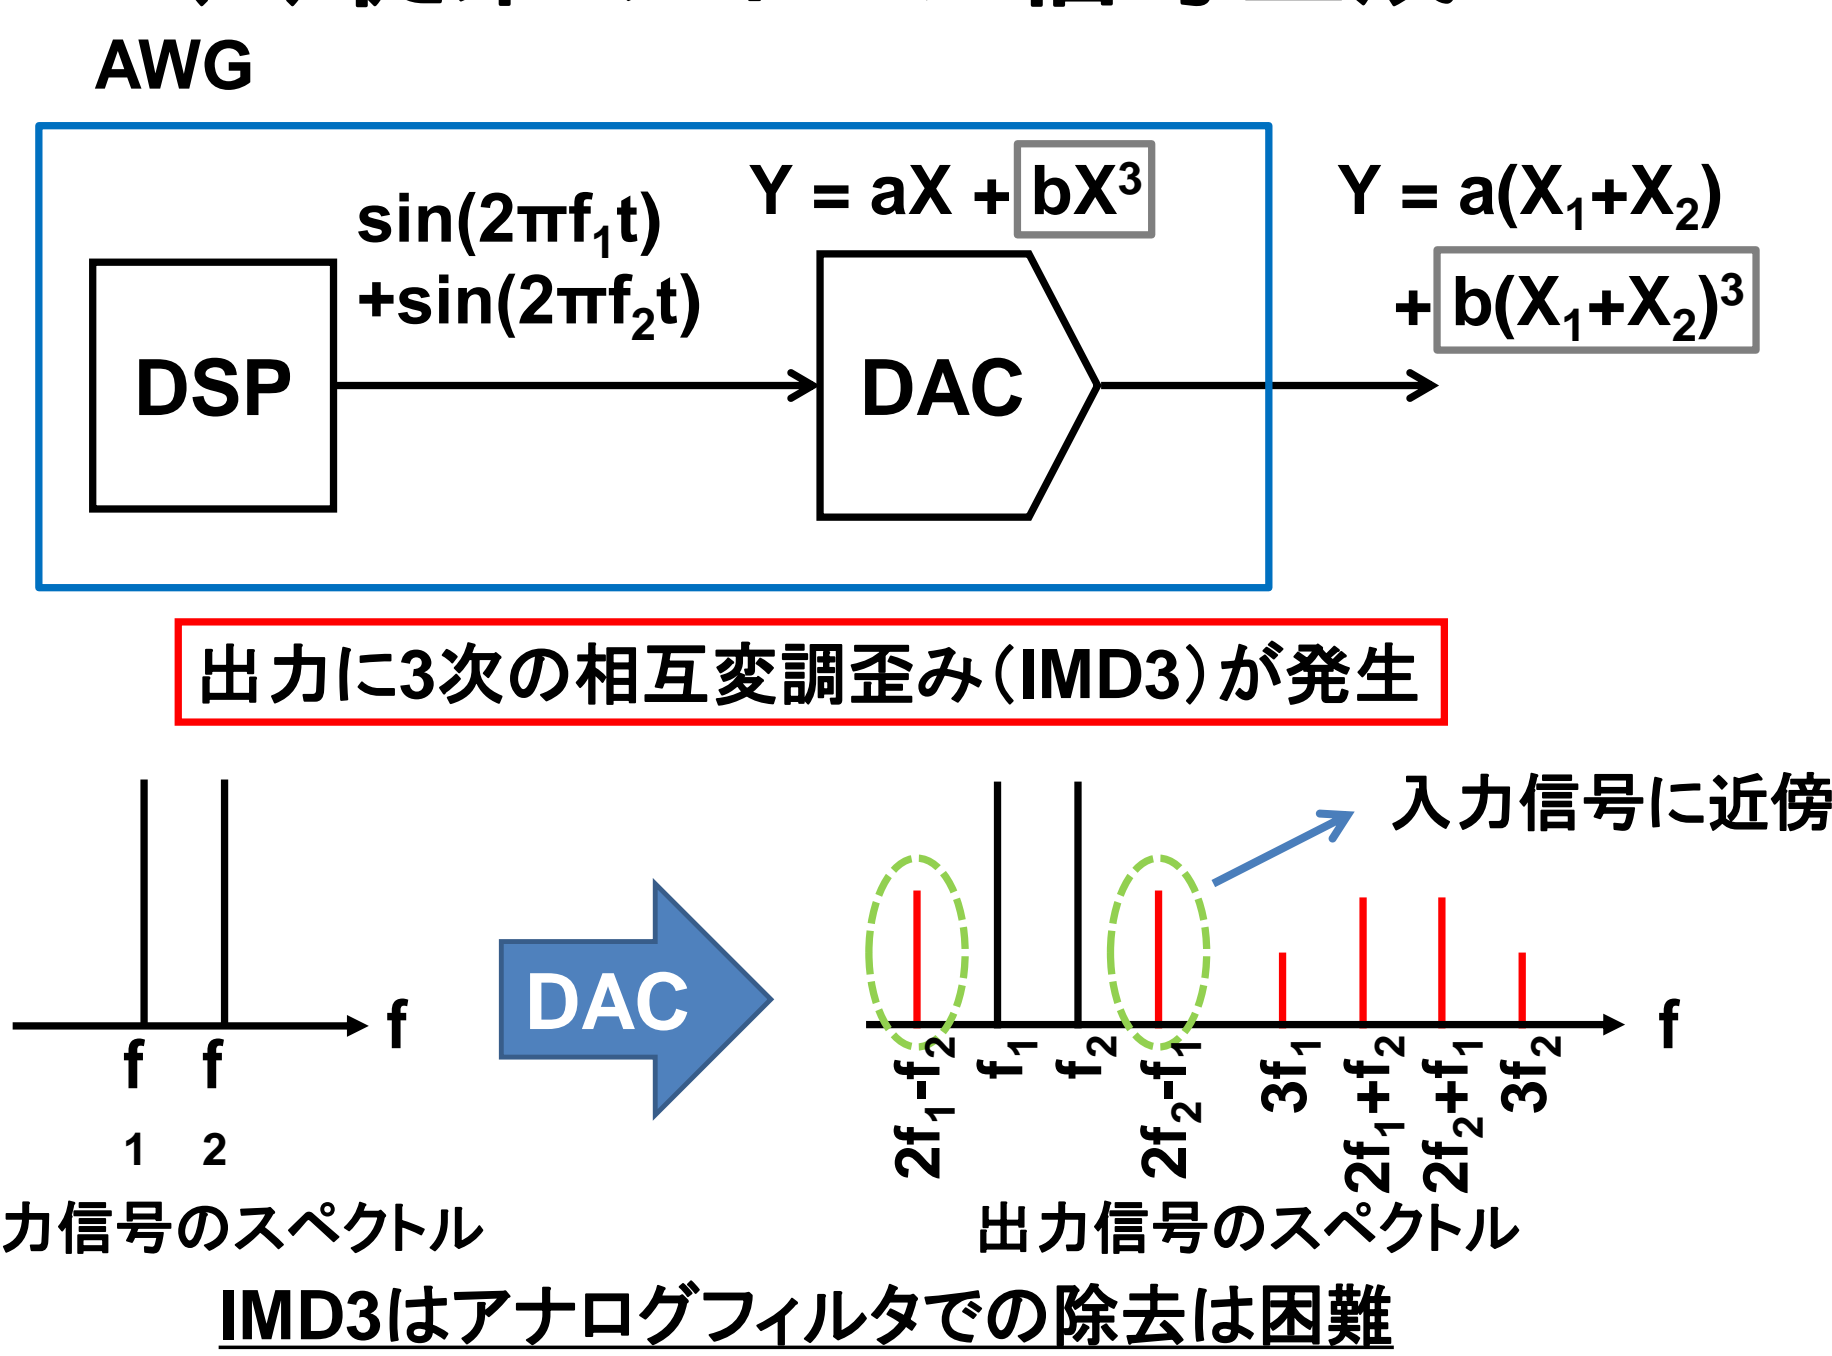 AWG
sin(2πf₁t)
+sin(2πf₂t)
Y = aX + bX³
Y = a(X₁+X₂)
+ b(X₁+X₂)³
DSP
DAC
出力に3次の相互変調歪み（IMD3）が発生
入力信号に近傍
DAC
f
f
f f
1 2
2f₁-f₂
f₁
f₂
2f₂-f₁
3f₁
2f₁+f₂
2f₂+f₁
3f₂
力信号のスペクトル
出力信号のスペクトル
IMD3はアナログフィルタでの除去は困難